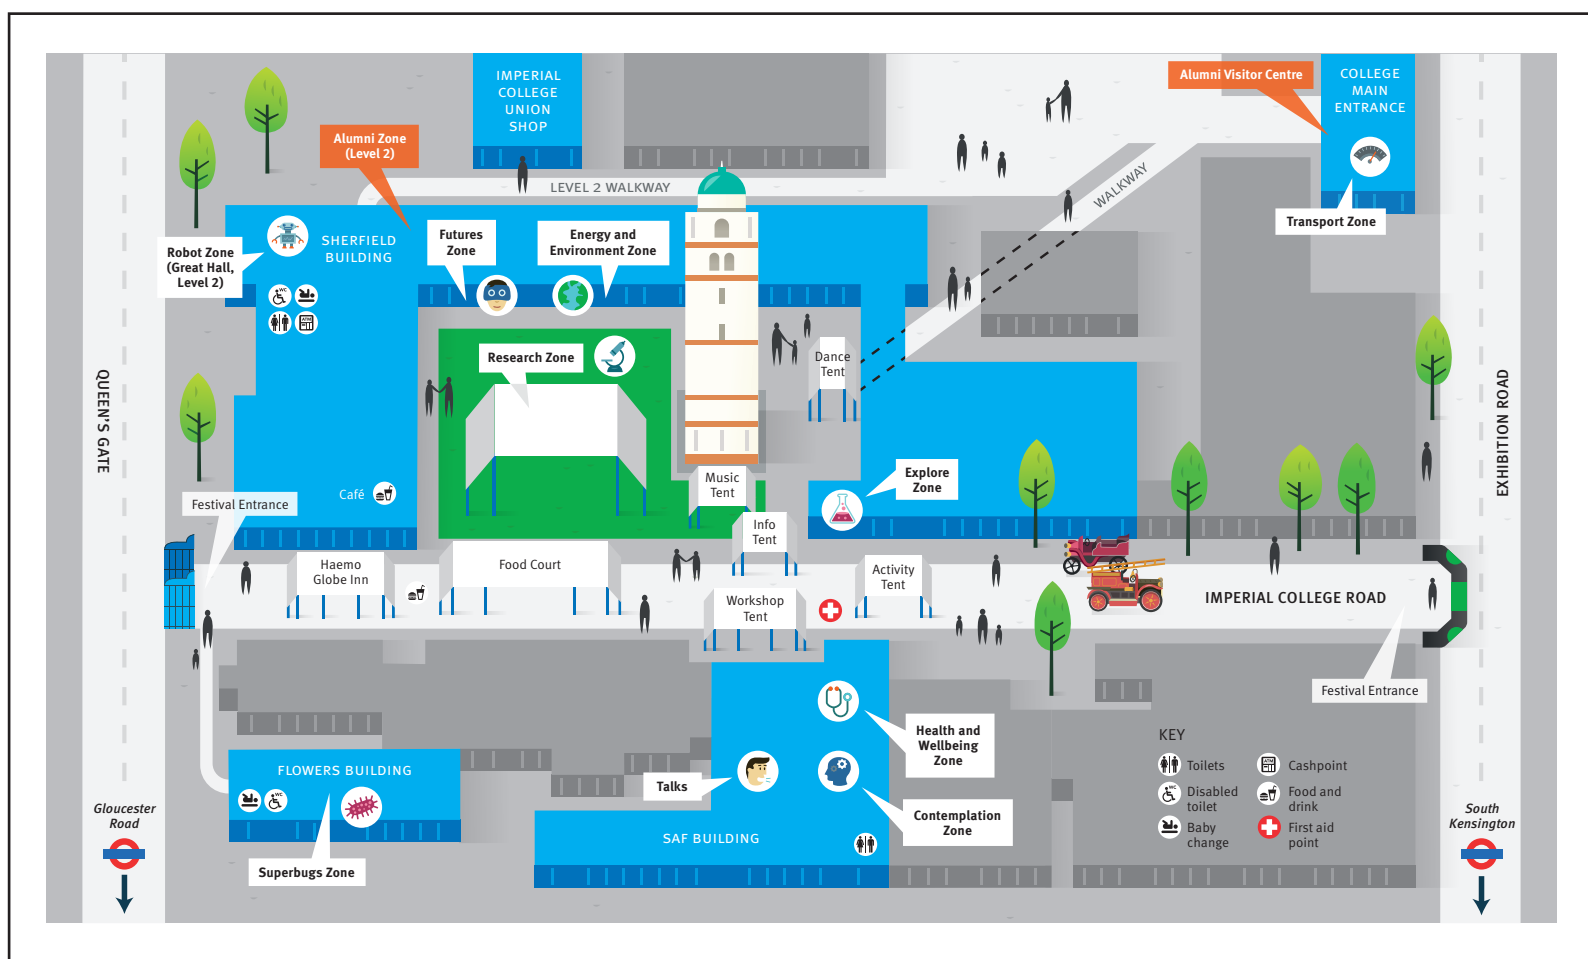 IMPERIAL
COLLEGE
UNION
SHOP
Alumni Visitor Centre
COLLEGE
MAIN
ENTRANCE
Alumni Zone
(Level 2)
LEVEL 2 WALKWAY
WALKWAY
Transport Zone
Robot Zone
(Great Hall,
Level 2)
SHERFIELD
BUILDING
Futures
Zone
Energy and
Environment Zone
WC
ATM
Research Zone
Dance
Tent
QUEEN'S GATE
EXHIBITION ROAD
Café
Festival Entrance
Music
Tent
Explore
Zone
Info
Tent
Haemo
Globe Inn
Food Court
Activity
Tent
Workshop
Tent
IMPERIAL COLLEGE ROAD
Festival Entrance
Health and
Wellbeing
Zone
Talks
Contemplation
Zone
FLOWERS BUILDING
WC
Superbugs Zone
SAF BUILDING
KEY
Toilets
ATM
Cashpoint
WC
Disabled
toilet
Food and
drink
Baby
change
First aid
point
Gloucester
Road
South
Kensington